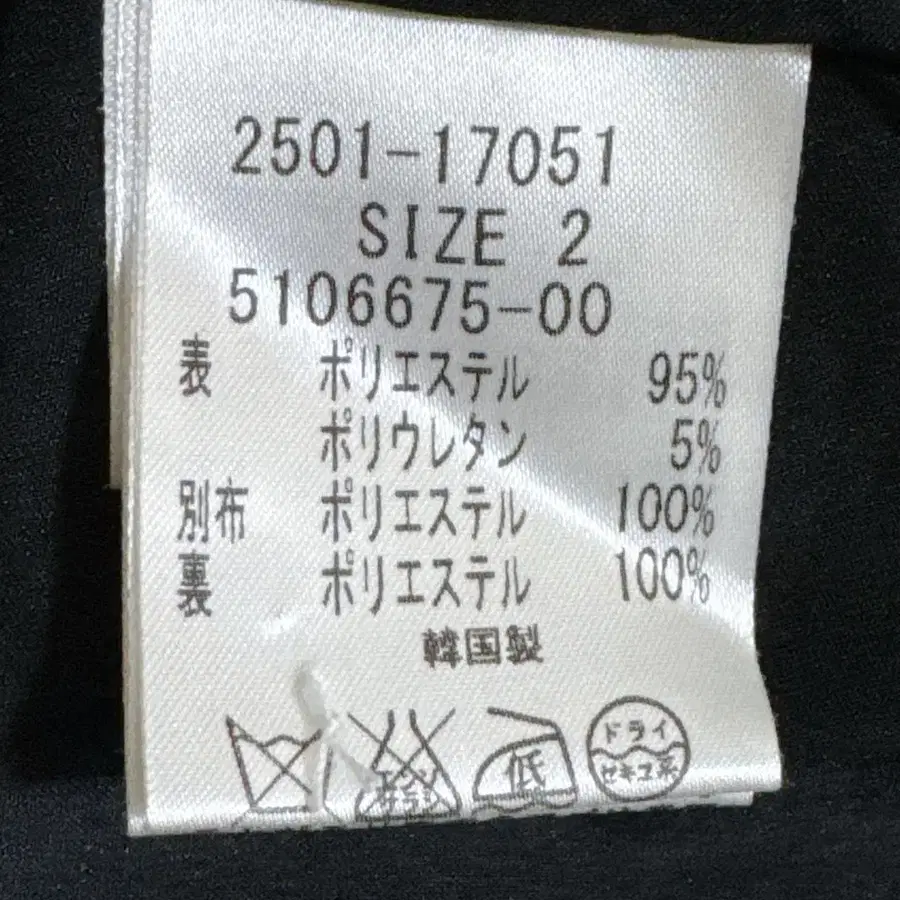 2501-17051
SIZE 2
5106675-00
表 ポリエステル 95%
ポリウレタン 5%
別布 ポリエステル 100%
裏 ポリエステル 100%
韓国製
低
ドライ
セキユ系